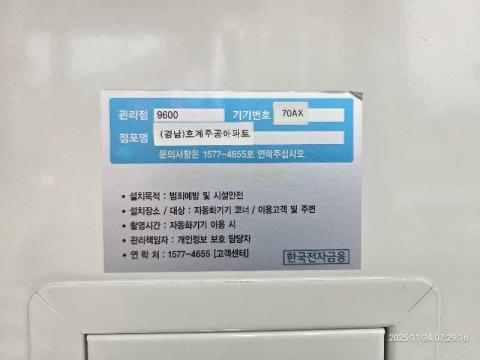 관리점 9600 기기번호 70AX
점포명 (경남)호계주공아파트
문의사항은 1577-4655로 연락주십시오.
• 설치목적 : 범죄예방 및 시설안전
• 설치장소 / 대상 : 자동화기기 코너 / 이용고객 및 주변
• 촬영시간 : 자동화기기 이용 시
• 관리책임자 : 개인정보 보호 담당자
• 연 락 처 : 1577-4655 [고객센터]
한국전자금융
2025-11-24 07:29:16